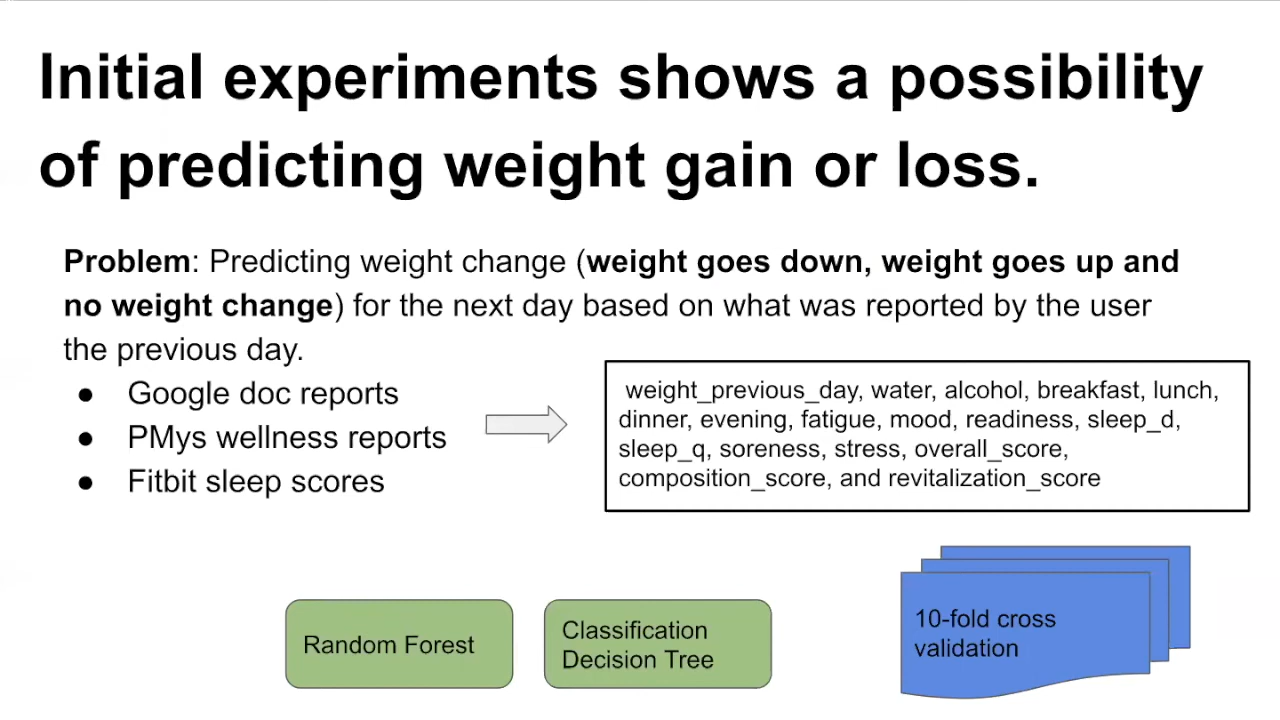 Initial experiments shows a possibility
of predicting weight gain or loss.
Problem: Predicting weight change (weight goes down, weight goes up and
no weight change) for the next day based on what was reported by the user
the previous day.
● Google doc reports
● PMys wellness reports
● Fitbit sleep scores
weight_previous_day, water, alcohol, breakfast, lunch,
dinner, evening, fatigue, mood, readiness, sleep_d,
sleep_q, soreness, stress, overall_score,
composition_score, and revitalization_score
Random Forest
Classification
Decision Tree
10-fold cross
validation